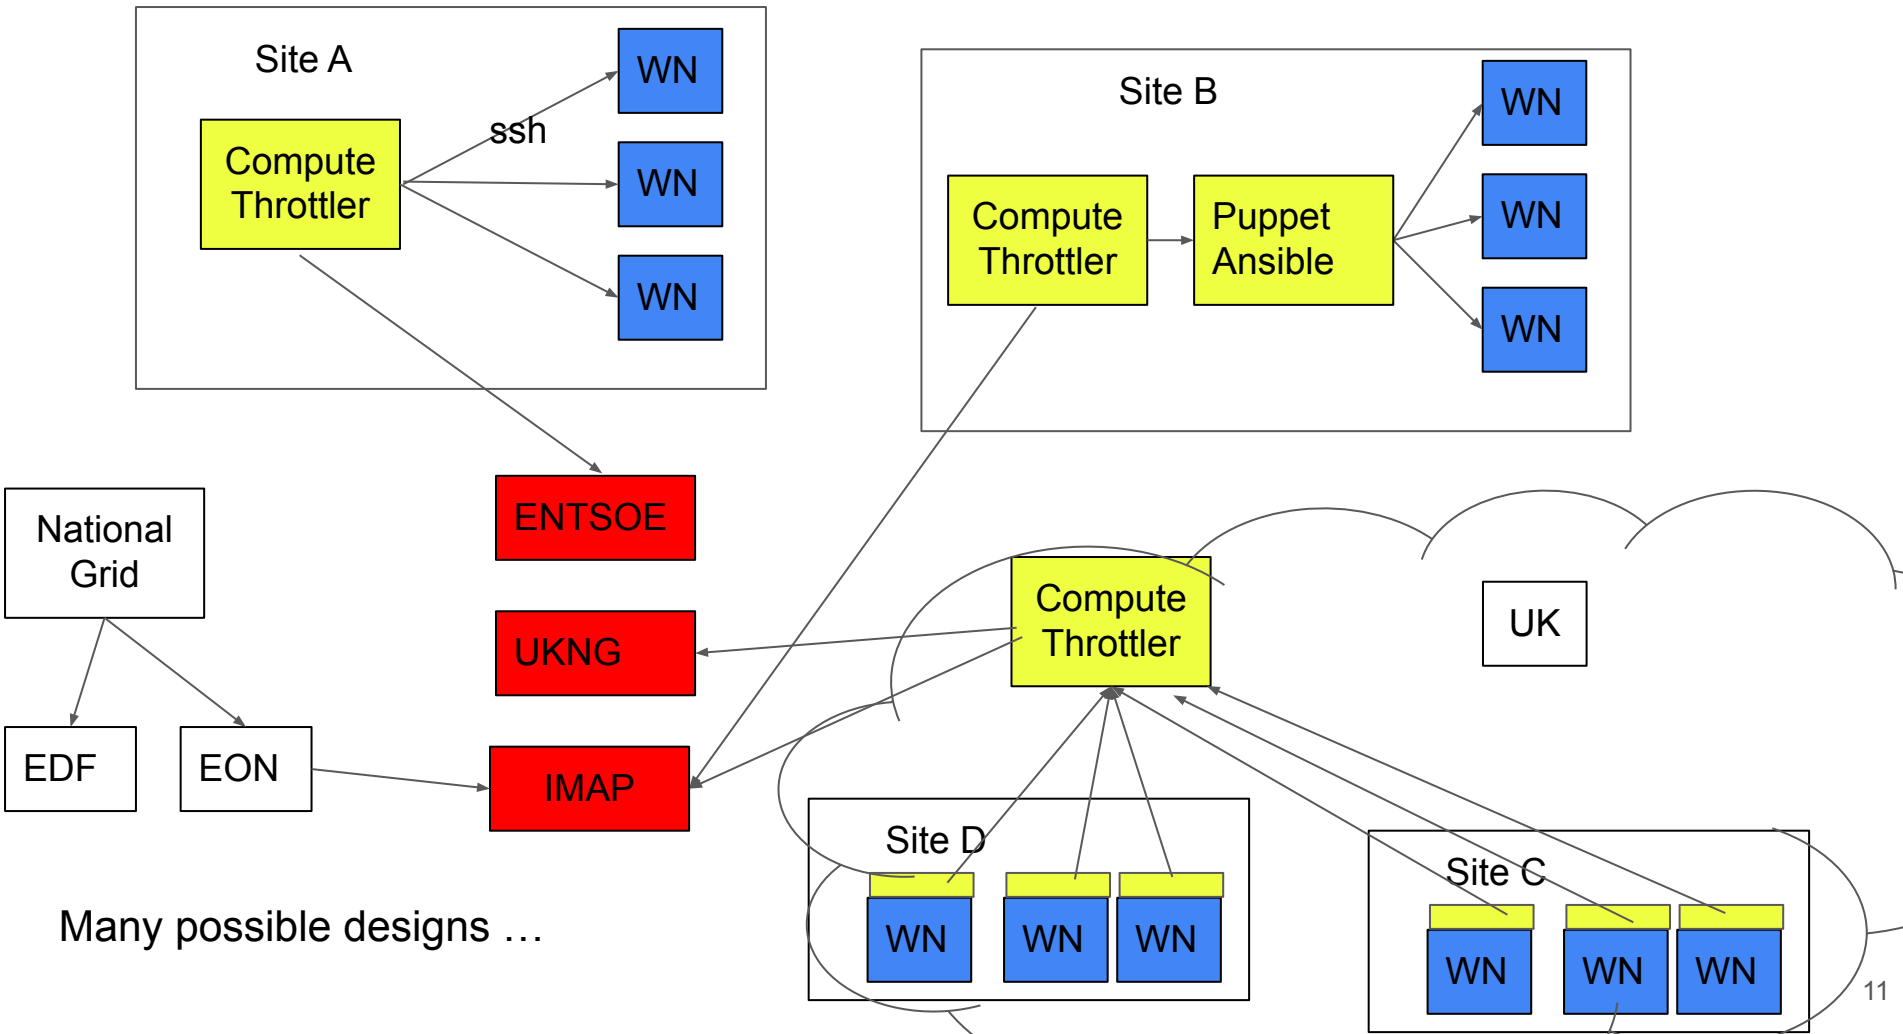 Site A
WN
ssh
Compute
Throttler
WN
WN
Site B
WN
Compute
Throttler
Puppet
Ansible
WN
WN
National
Grid
ENTSOE
UKNG
Compute
Throttler
UK
EDF
EON
IMAP
Site D
WN
WN
WN
Site C
WN
WN
WN
Many possible designs …
11